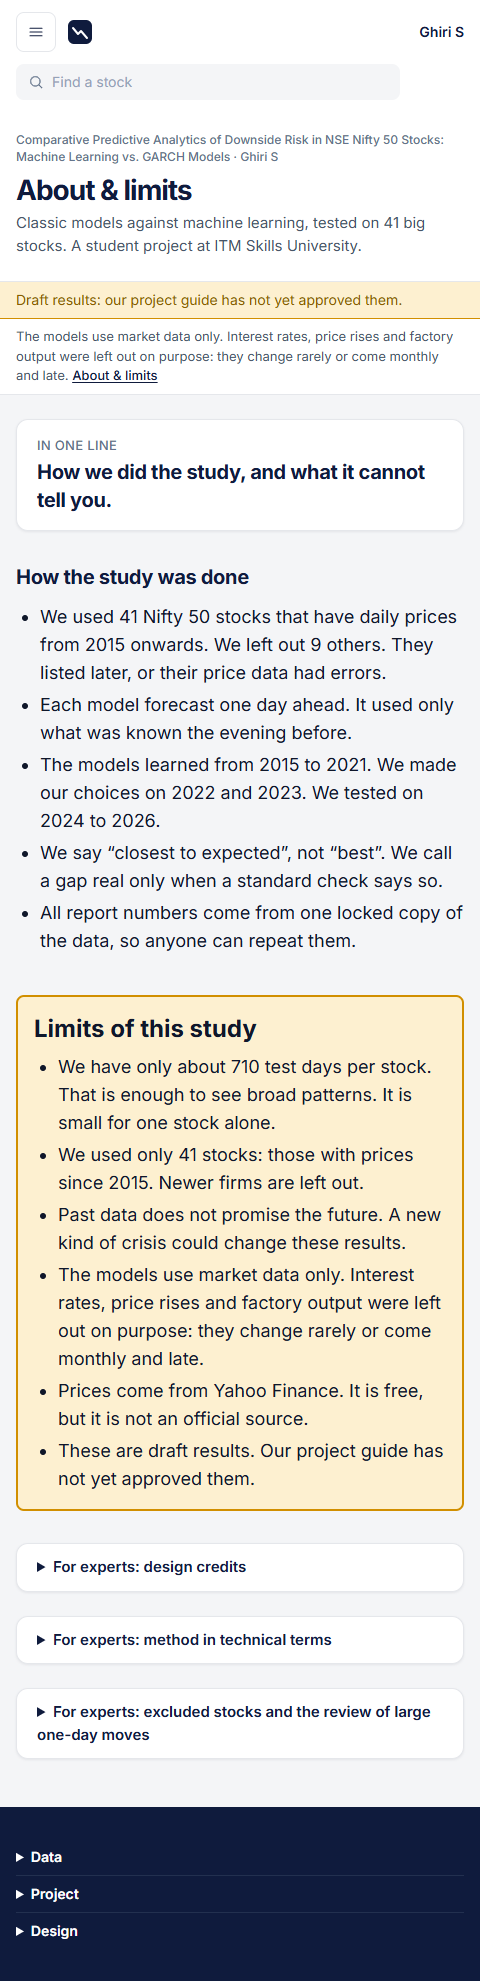 Ghiri S
Find a stock
Comparative Predictive Analytics of Downside Risk in NSE Nifty 50 Stocks:
Machine Learning vs. GARCH Models · Ghiri S
About & limits
Classic models against machine learning, tested on 41 big
stocks. A student project at ITM Skills University.
Draft results: our project guide has not yet approved them.
The models use market data only. Interest rates, price rises and factory
output were left out on purpose: they change rarely or come monthly
and late. About & limits
IN ONE LINE
How we did the study, and what it cannot
tell you.
How the study was done
• We used 41 Nifty 50 stocks that have daily prices
from 2015 onwards. We left out 9 others. They
listed later, or their price data had errors.
• Each model forecast one day ahead. It used only
what was known the evening before.
• The models learned from 2015 to 2021. We made
our choices on 2022 and 2023. We tested on
2024 to 2026.
• We say “closest to expected”, not “best”. We call
a gap real only when a standard check says so.
• All report numbers come from one locked copy of
the data, so anyone can repeat them.
Limits of this study
• We have only about 710 test days per stock.
That is enough to see broad patterns. It is
small for one stock alone.
• We used only 41 stocks: those with prices
since 2015. Newer firms are left out.
• Past data does not promise the future. A new
kind of crisis could change these results.
• The models use market data only. Interest
rates, price rises and factory output were left
out on purpose: they change rarely or come
monthly and late.
• Prices come from Yahoo Finance. It is free,
but it is not an official source.
• These are draft results. Our project guide has
not yet approved them.
▶ For experts: design credits
▶ For experts: method in technical terms
▶ For experts: excluded stocks and the review of large
one-day moves
▶ Data
▶ Project
▶ Design